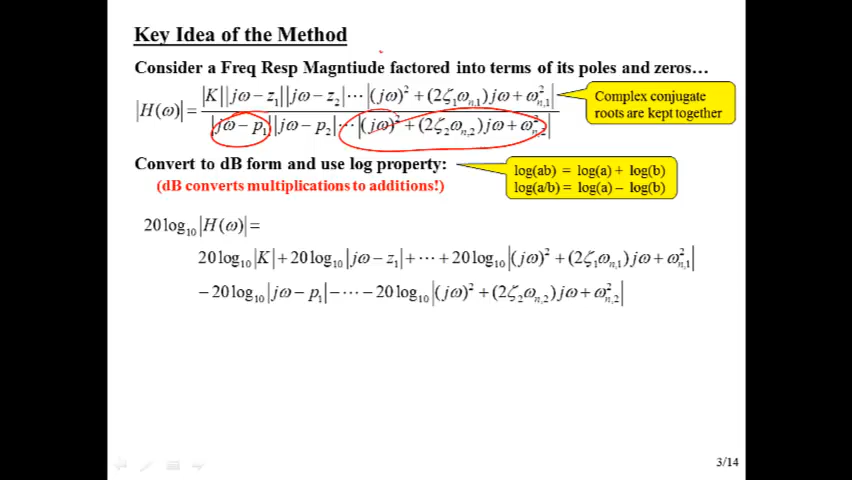 Key Idea of the Method
Consider a Freq Resp Magntiude factored into terms of its poles and zeros…
|H(ω)| = |K||jω − z₁||jω − z₂| ⋯ |(jω)² + (2ζ₁ωₙ,₁)jω + ω²ₙ,₁| / |jω − p₁||jω − p₂| ⋯ |(jω)² + (2ζ₂ωₙ,₂)jω + ω²ₙ,₂|
Complex conjugate
roots are kept together
Convert to dB form and use log property:
(dB converts multiplications to additions!)
log(ab) = log(a) + log(b)
log(a/b) = log(a) – log(b)
20log₁₀|H(ω)| =
20log₁₀|K| + 20log₁₀|jω − z₁| + ⋯ + 20log₁₀|(jω)² + (2ζ₁ωₙ,₁)jω + ω²ₙ,₁|
− 20log₁₀|jω − p₁| − ⋯ − 20log₁₀|(jω)² + (2ζ₂ωₙ,₂)jω + ω²ₙ,₂|
3/14